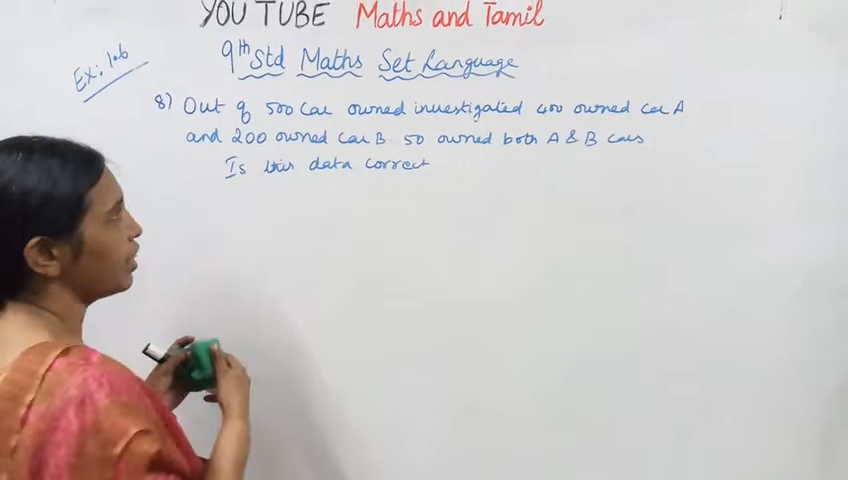 YOU TUBE Maths and Tamil
9th Std Maths Set Language
Ex: 1.6
8) Out of 500 Car owned investigated 400 owned car A
and 200 owned car B 50 owned both A & B cars
Is this data correct